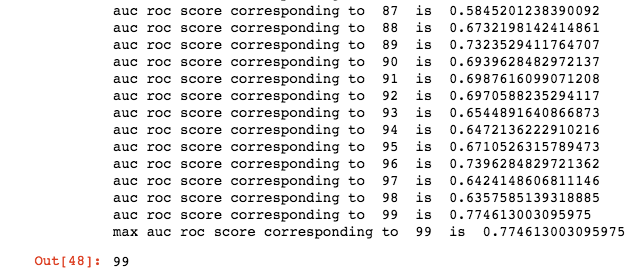 auc roc score corresponding to 87 is 0.5845201238390092
auc roc score corresponding to 88 is 0.6732198142414861
auc roc score corresponding to 89 is 0.7323529411764707
auc roc score corresponding to 90 is 0.6939628482972137
auc roc score corresponding to 91 is 0.6987616099071208
auc roc score corresponding to 92 is 0.6970588235294117
auc roc score corresponding to 93 is 0.6544891640866873
auc roc score corresponding to 94 is 0.6472136222910216
auc roc score corresponding to 95 is 0.6710526315789473
auc roc score corresponding to 96 is 0.7396284829721362
auc roc score corresponding to 97 is 0.6424148606811146
auc roc score corresponding to 98 is 0.6357585139318885
auc roc score corresponding to 99 is 0.774613003095975
max auc roc score corresponding to 99 is 0.774613003095975
Out[48]: 99